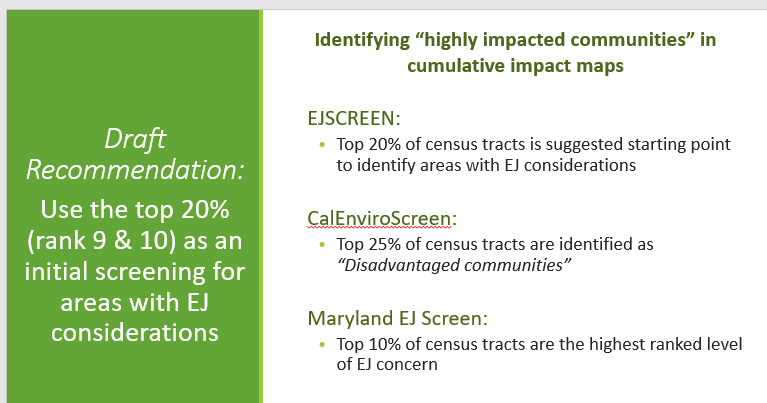 Draft
Recommendation:
Use the top 20%
(rank 9 & 10) as an
initial screening for
areas with EJ
considerations
Identifying “highly impacted communities” in
cumulative impact maps
EJSCREEN:
• Top 20% of census tracts is suggested starting point
to identify areas with EJ considerations
CalEnviroScreen:
• Top 25% of census tracts are identified as
“Disadvantaged communities”
Maryland EJ Screen:
• Top 10% of census tracts are the highest ranked level
of EJ concern